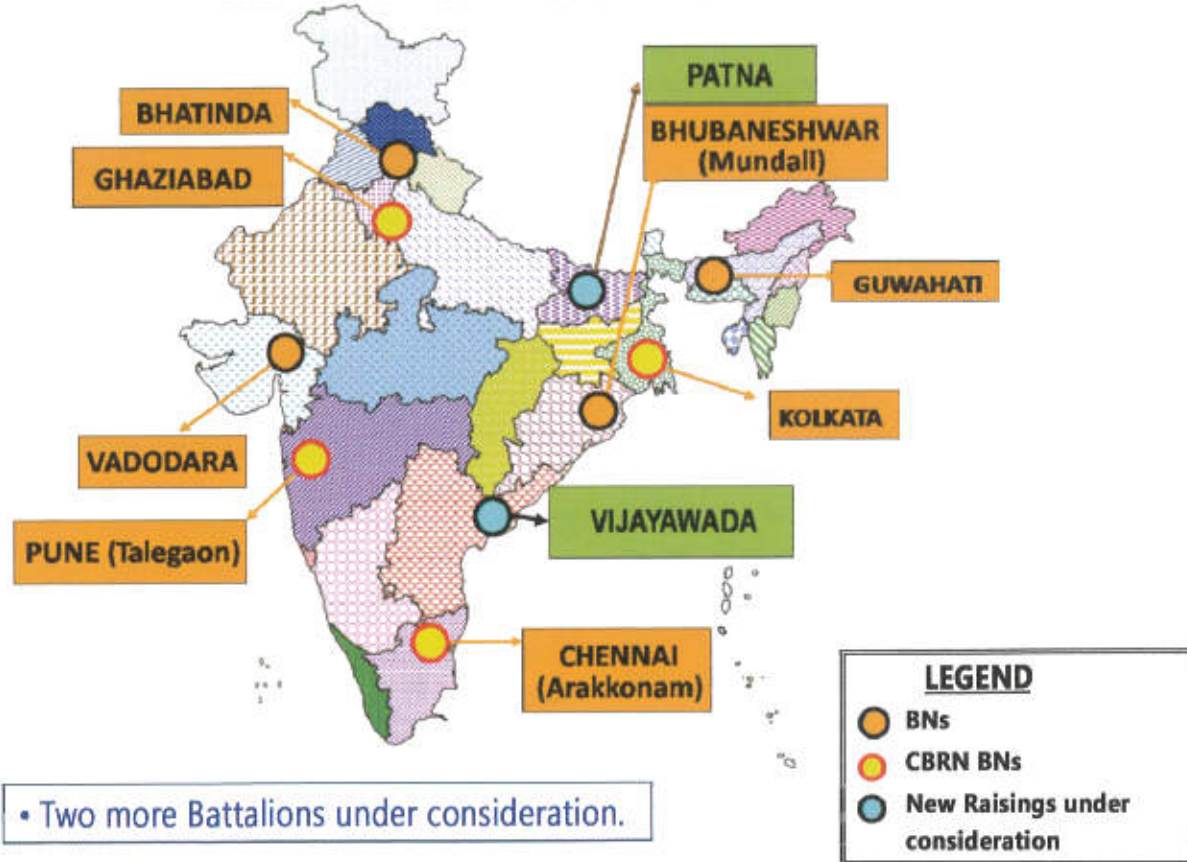 PATNA
BHATINDA
BHUBANESHWAR
(Mundali)
GHAZIABAD
GUWAHATI
KOLKATA
VADODARA
VIJAYAWADA
PUNE (Talegaon)
CHENNAI
(Arakkonam)
LEGEND
BNs
CBRN BNs
New Raisings under
consideration
• Two more Battalions under consideration.